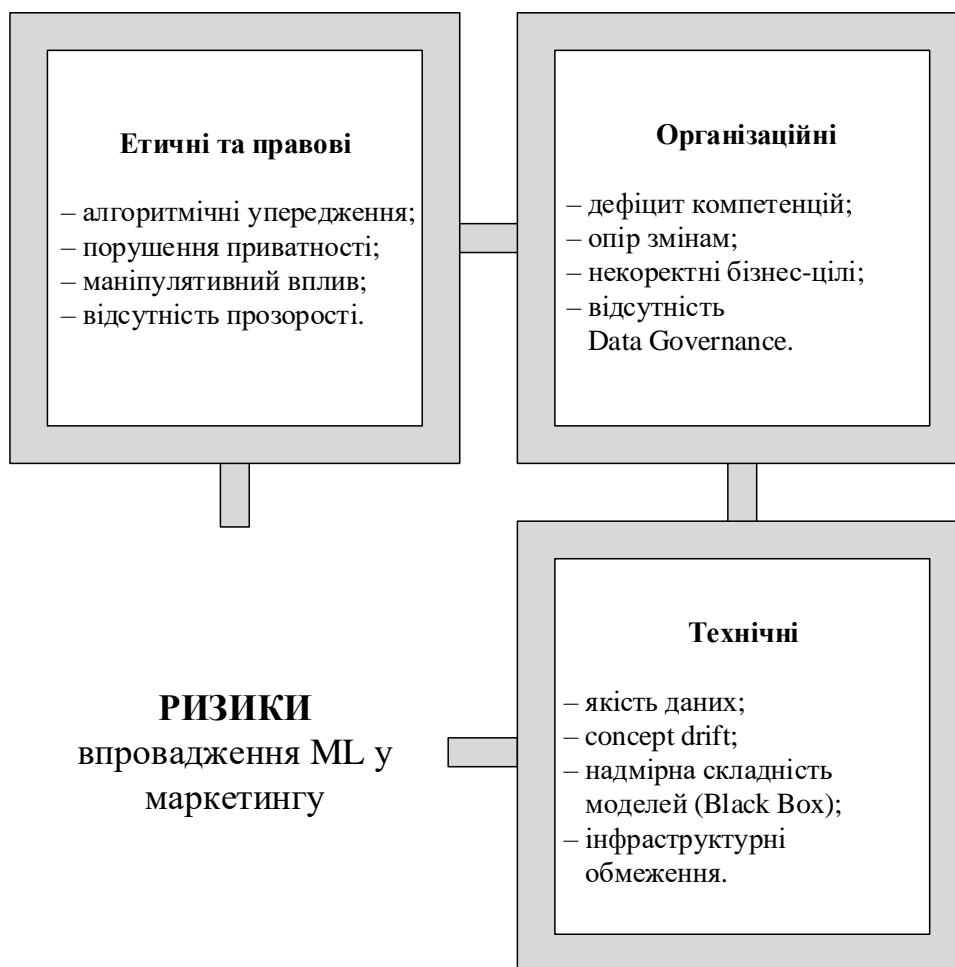 Етичні та правові
– алгоритмічні упередження;
– порушення приватності;
– маніпулятивний вплив;
– відсутність прозорості.
Організаційні
– дефіцит компетенцій;
– опір змінам;
– некоректні бізнес-цілі;
– відсутність
Data Governance.
РИЗИКИ
впровадження ML у
маркетингу
Технічні
– якість даних;
– concept drift;
– надмірна складність
моделей (Black Box);
– інфраструктурні
обмеження.